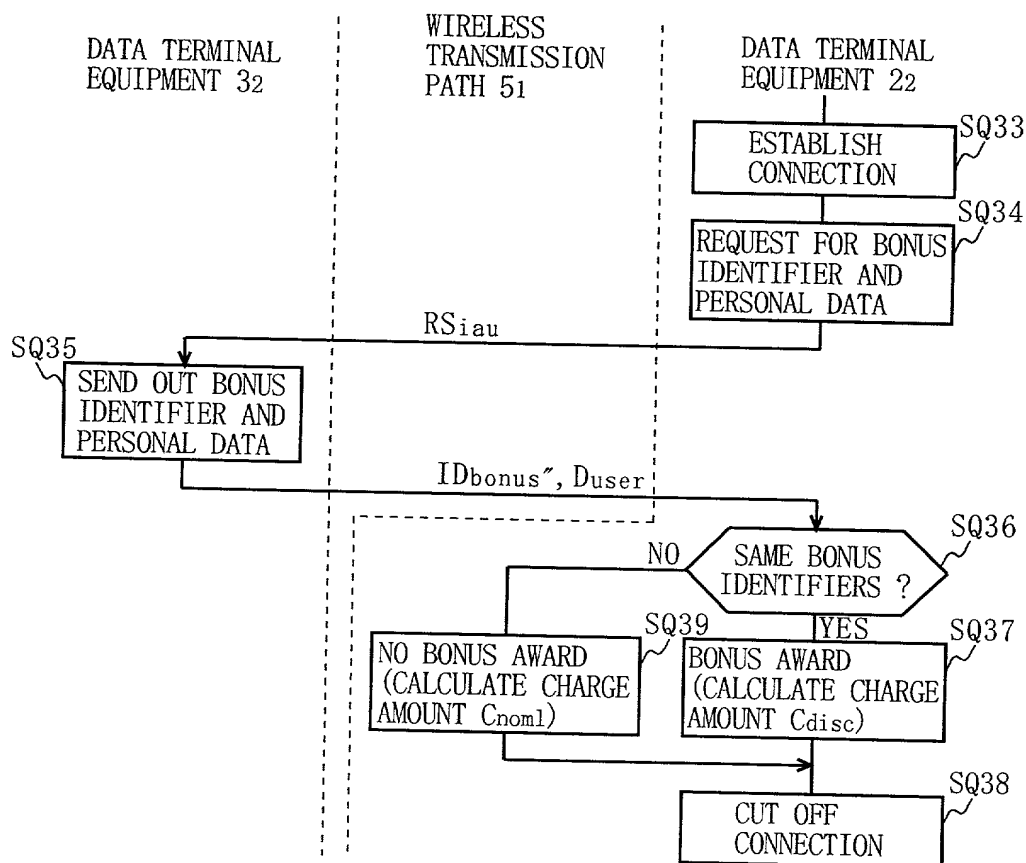 DATA TERMINAL
EQUIPMENT 32
WIRELESS
TRANSMISSION
PATH 51
DATA TERMINAL
EQUIPMENT 22
SQ33
ESTABLISH
CONNECTION
SQ34
REQUEST FOR BONUS
IDENTIFIER AND
PERSONAL DATA
RSiau
SQ35
SEND OUT BONUS
IDENTIFIER AND
PERSONAL DATA
IDbonus″, Duser
SQ36
SAME BONUS
IDENTIFIERS ?
NO
YES
SQ39
NO BONUS AWARD
(CALCULATE CHARGE
AMOUNT Cnoml)
SQ37
BONUS AWARD
(CALCULATE CHARGE
AMOUNT Cdisc)
SQ38
CUT OFF
CONNECTION